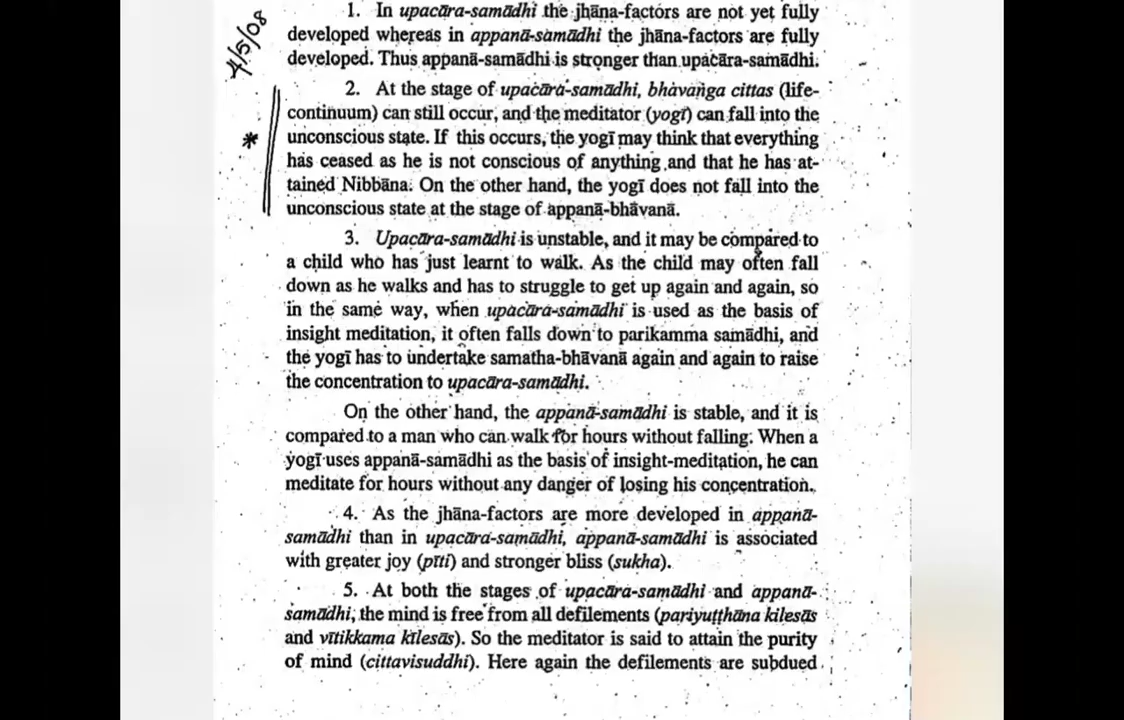 4/5/08
1. In upacāra-samādhi the jhāna-factors are not yet fully
developed whereas in appanā-samādhi the jhāna-factors are fully
developed. Thus appanā-samādhi is stronger than upacāra-samādhi.
2. At the stage of upacāra-samādhi, bhavaṅga cittas (life-
continuum) can still occur, and the meditator (yogī) can fall into the
* unconscious state. If this occurs, the yogī may think that everything
has ceased as he is not conscious of anything and that he has at-
tained Nibbāna. On the other hand, the yogī does not fall into the
unconscious state at the stage of appanā-bhāvanā.
3. Upacāra-samādhi is unstable, and it may be compared to
a child who has just learnt to walk. As the child may often fall
down as he walks and has to struggle to get up again and again, so
in the same way, when upacāra-samādhi is used as the basis of
insight meditation, it often falls down to parikamma samādhi, and
the yogī has to undertake samatha-bhāvanā again and again to raise
the concentration to upacāra-samādhi.
On the other hand, the appanā-samādhi is stable, and it is
compared to a man who can walk for hours without falling. When a
yogī uses appanā-samādhi as the basis of insight-meditation, he can
meditate for hours without any danger of losing his concentration.
4. As the jhāna-factors are more developed in appanā-
samādhi than in upacāra-samādhi, appanā-samādhi is associated
with greater joy (pīti) and stronger bliss (sukha).
5. At both the stages of upacāra-samādhi and appanā-
samādhi, the mind is free from all defilements (pariyuṭṭhāna kilesās
and vītikkama kilesās). So the meditator is said to attain the purity
of mind (cittavisuddhi). Here again the defilements are subdued